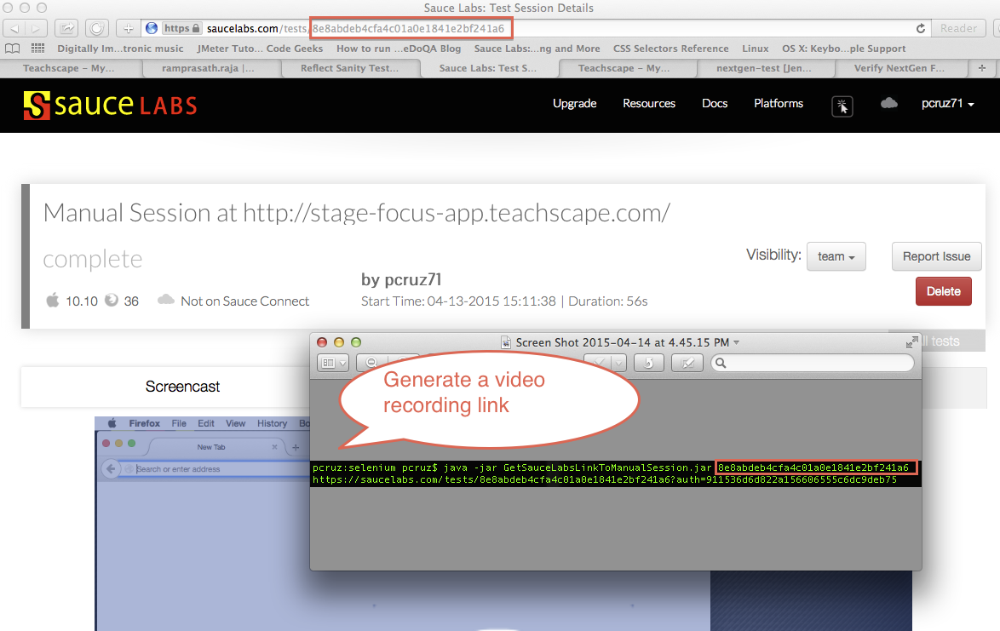 Sauce Labs: Test Session Details
https saucelabs.com/tests/8e8abdeb4cfa4c01a0e1841e2bf241a6 Reader
Digitally Im...tronic music JMeter Tuto... Code Geeks How to run ...eDoQA Blog Sauce Labs:...ng and More CSS Selectors Reference Linux OS X: Keybo...ple Support
Teachscape – My... ramprasath.raja |... Reflect Sanity Test... Sauce Labs: Test S... Teachscape – My... nextgen-test [Jen... Verify NextGen F...
sauce LABS Upgrade Resources Docs Platforms pcruz71
Manual Session at http://stage-focus-app.teachscape.com/
complete
Visibility: team Report Issue
by pcruz71
Delete
10.10 36 Not on Sauce Connect Start Time: 04-13-2015 15:11:38 | Duration: 56s
Screen Shot 2015-04-14 at 4.45.15 PM
ll tests
Generate a video
recording link
Screencast
Firefox File Edit View History Bo
New Tab
Search or enter address
pcruz:selenium pcruz$ java -jar GetSauceLabsLinkToManualSession.jar 8e8abdeb4cfa4c01a0e1841e2bf241a6
https://saucelabs.com/tests/8e8abdeb4cfa4c01a0e1841e2bf241a6?auth=911536d6d822a156606555c6dc9deb75